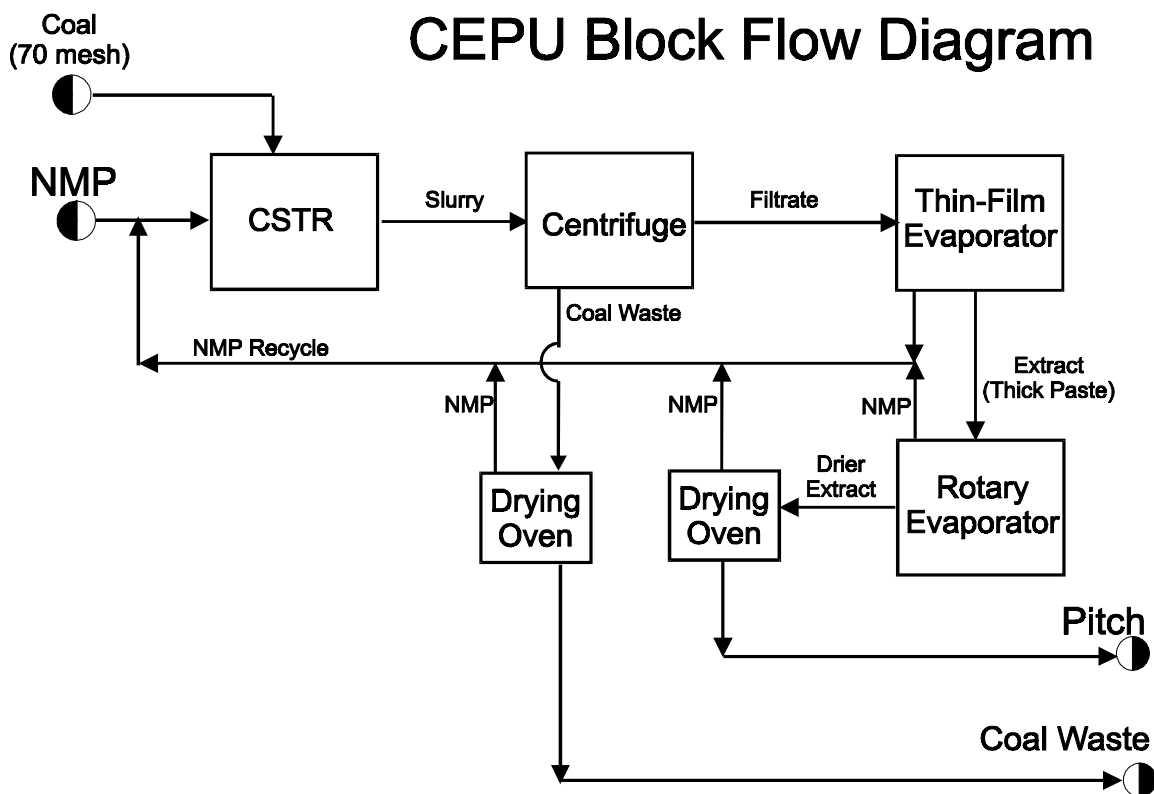 Coal
(70 mesh)
CEPU Block Flow Diagram
NMP
CSTR
Slurry
Centrifuge
Filtrate
Thin-Film
Evaporator
Coal Waste
NMP Recycle
Extract
(Thick Paste)
NMP
NMP
NMP
Drying
Oven
Drying
Oven
Drier
Extract
Rotary
Evaporator
Pitch
Coal Waste